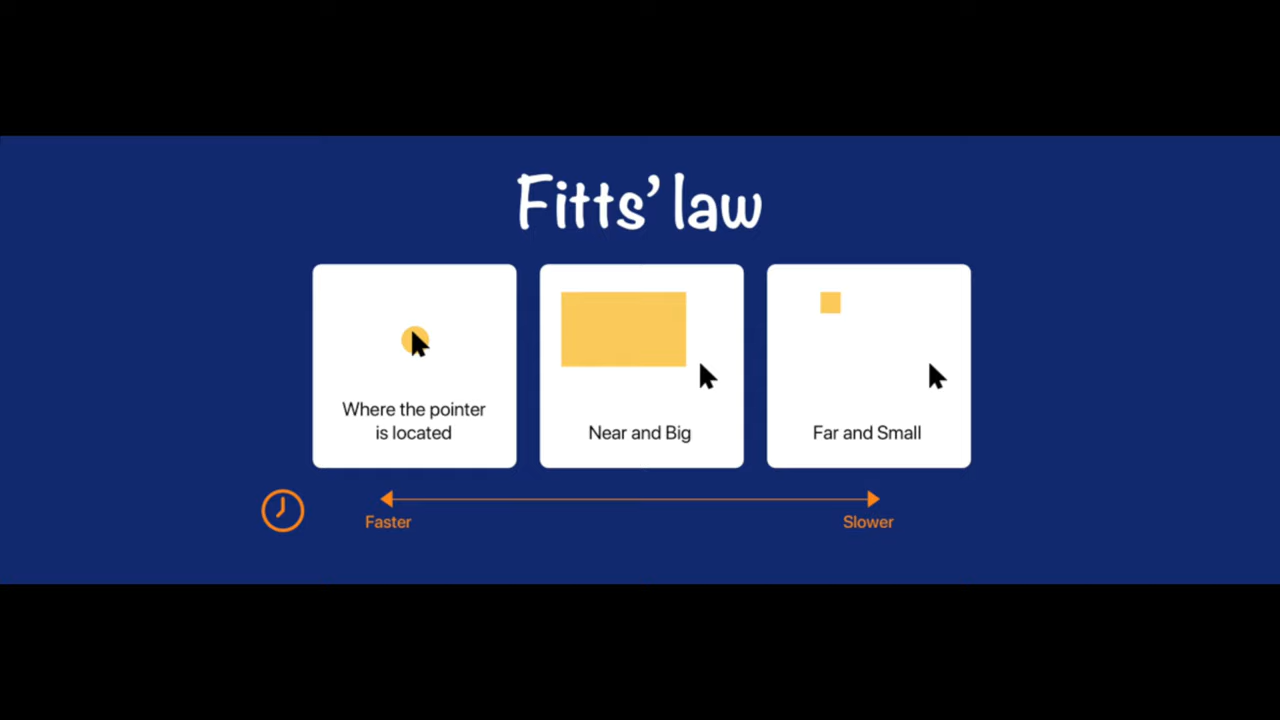 Fitts’ law
Where the pointer
is located
Near and Big
Far and Small
Faster
Slower